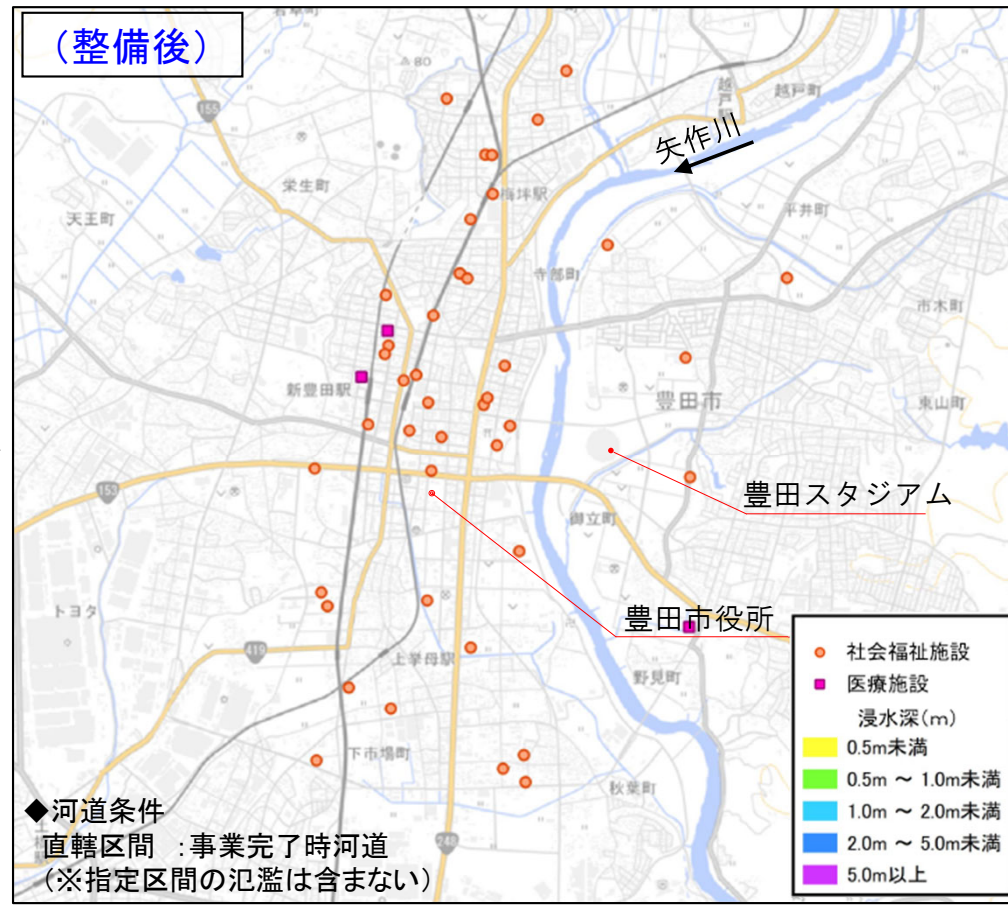 （整備後）
80
越戸町
越戸
155
矢作川
栄生町
梅坪駅
平井町
天王町
寺部町
市木町
新豊田駅
豊田市
東山町
153
豊田スタジアム
御立町
トヨタ
豊田市役所
419
上挙母駅
野見町
下市場町
秋葉町
248
社会福祉施設
医療施設
浸水深(m)
0.5m未満
0.5m ～ 1.0m未満
1.0m ～ 2.0m未満
2.0m ～ 5.0m未満
5.0m以上
◆河道条件
直轄区間 ：事業完了時河道
(※指定区間の氾濫は含まない)